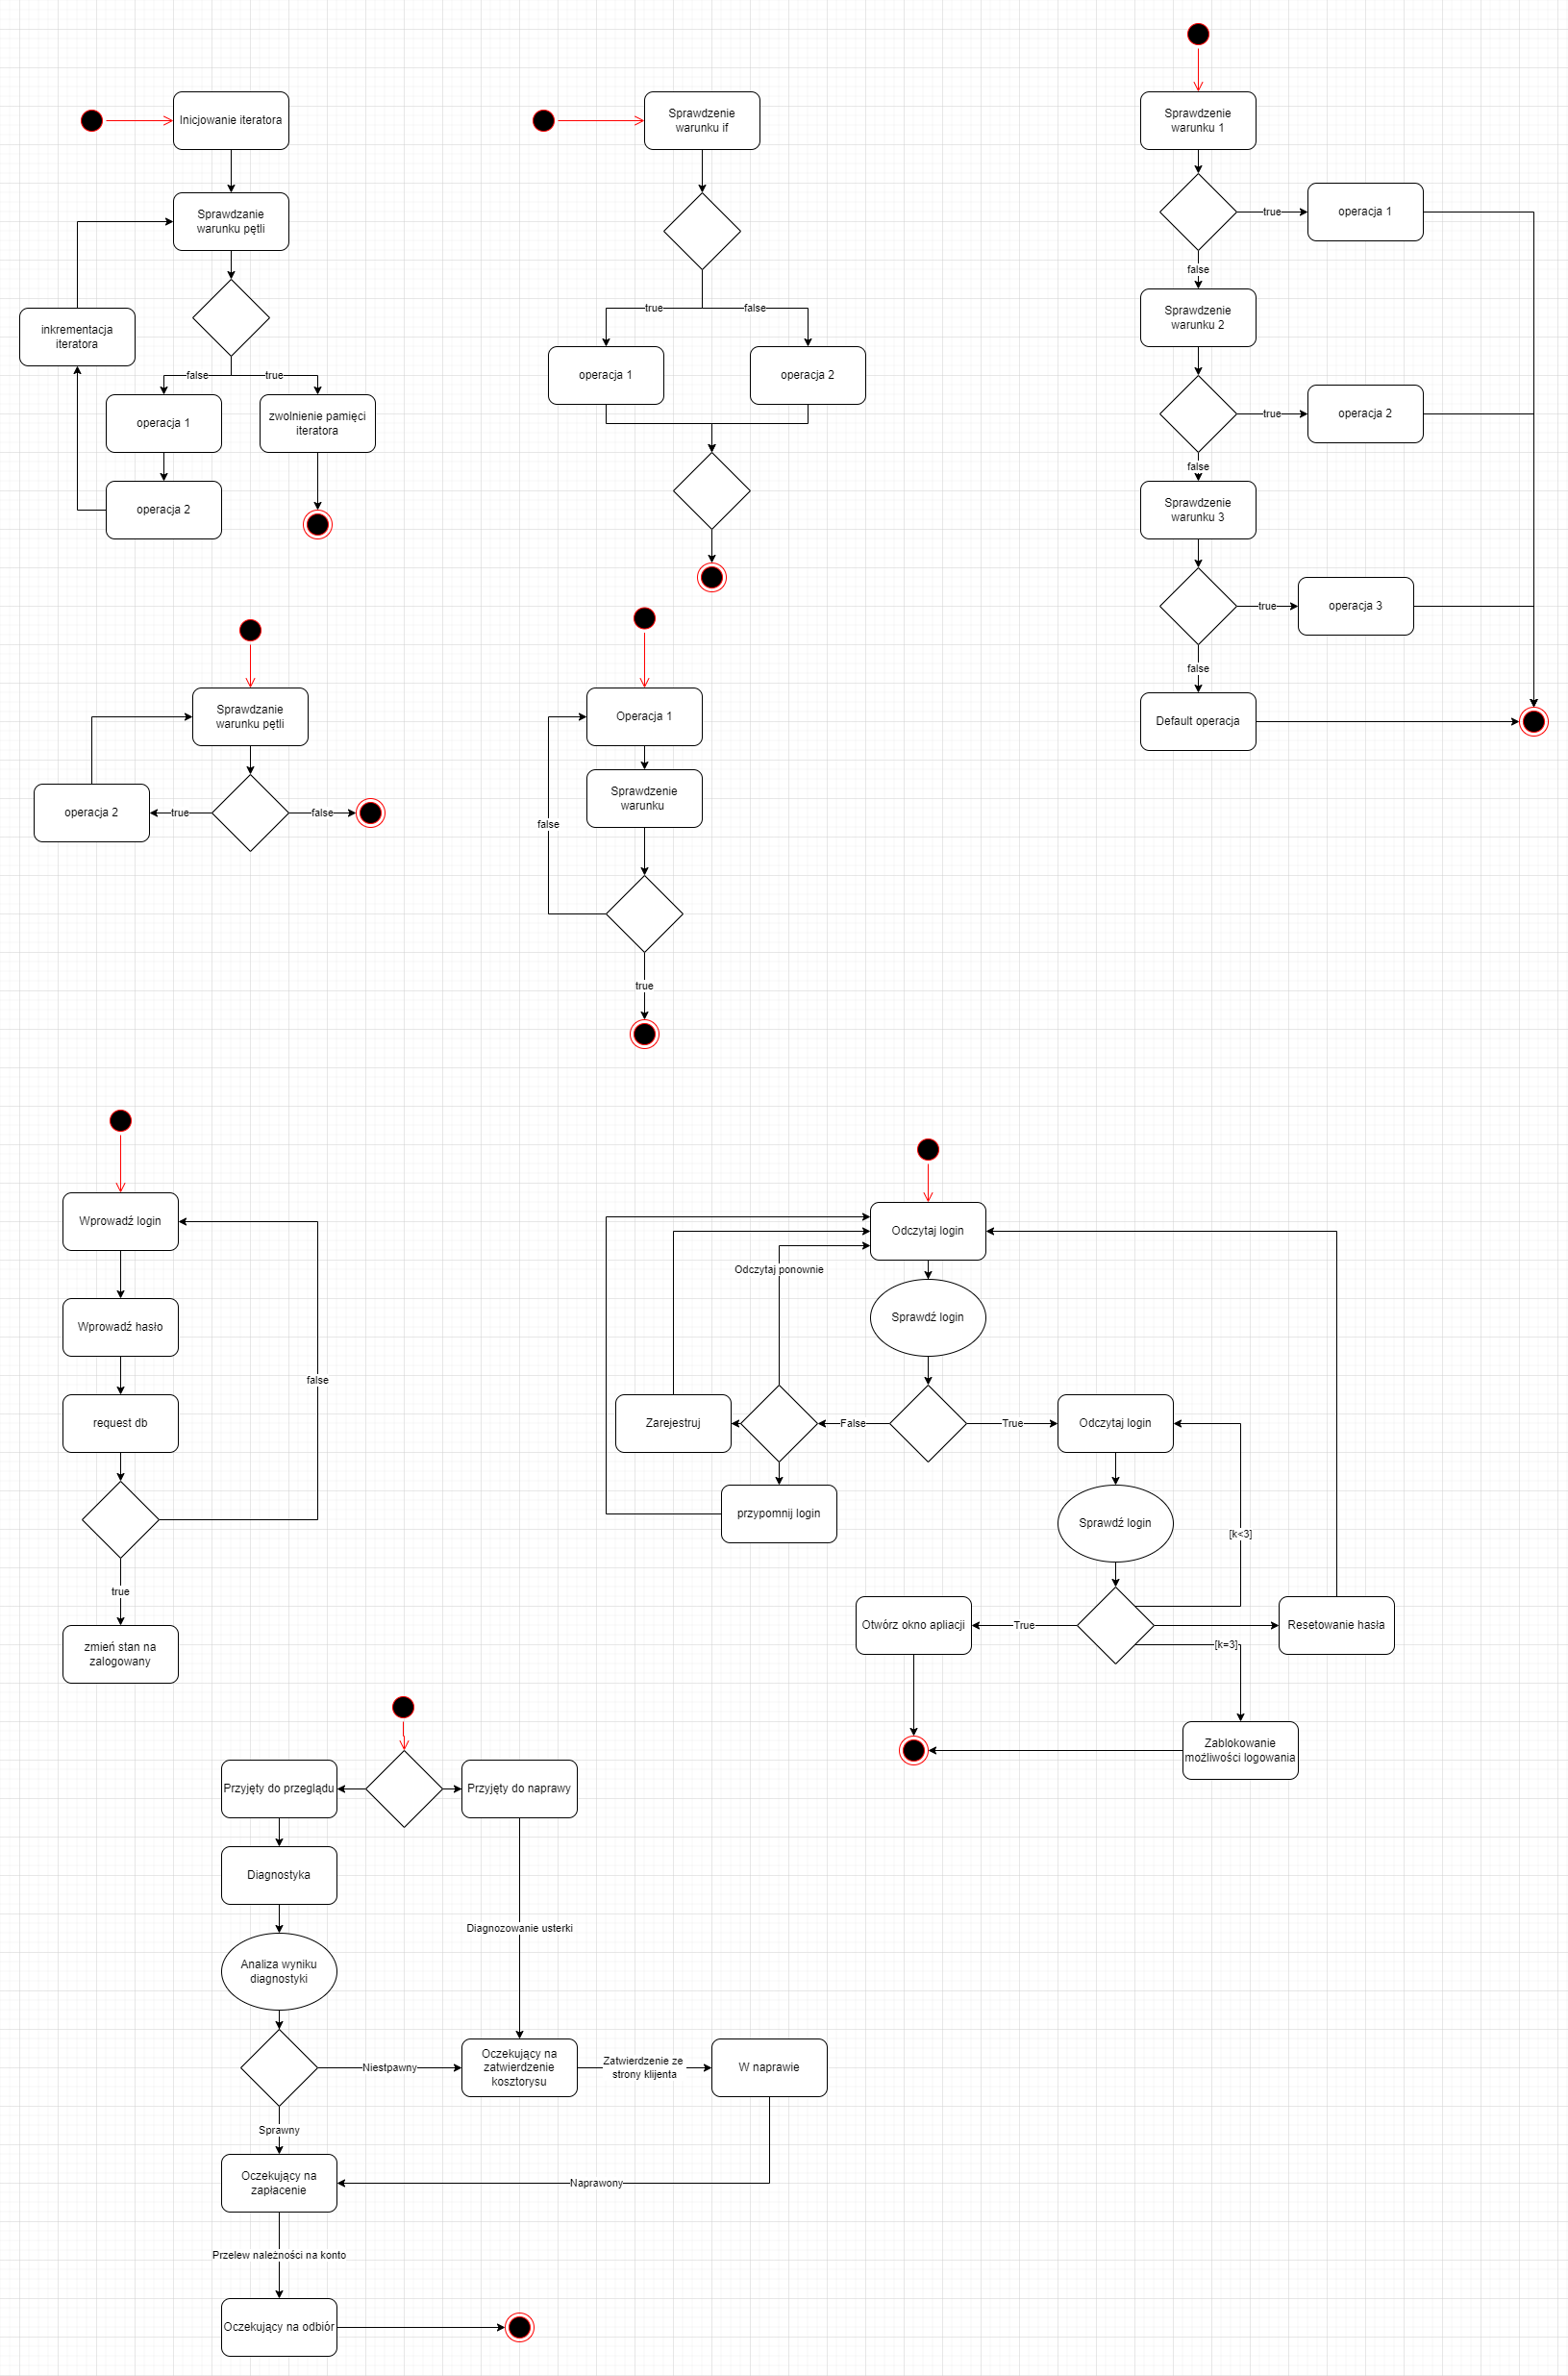 Inicjowanie iteratora
Sprawdzanie
warunku pętli
inkrementacja
iteratora
false
true
operacja 1
zwolnienie pamięci
iteratora
operacja 2
Sprawdzenie
warunku if
true
false
operacja 1
operacja 2
Sprawdzenie
warunku 1
true
operacja 1
false
Sprawdzenie
warunku 2
true
operacja 2
false
Sprawdzenie
warunku 3
true
operacja 3
false
Default operacja
Sprawdzanie
warunku pętli
operacja 2
true
false
Operacja 1
Sprawdzenie
warunku
false
true
Wprowadź login
Wprowadź hasło
false
request db
true
zmień stan na
zalogowany
Odczytaj login
Odczytaj ponownie
Sprawdź login
Zarejestruj
False
True
Odczytaj login
przypomnij login
Sprawdź login
[k<3]
Otwórz okno apliacji
True
Resetowanie hasła
[k=3]
Zablokowanie
możliwości logowania
Przyjęty do przeglądu
Przyjęty do naprawy
Diagnostyka
Diagnozowanie usterki
Analiza wyniku
diagnostyki
Niestpawny
Oczekujący na
zatwierdzenie
kosztorysu
Zatwierdzenie ze
strony klijenta
W naprawie
Sprawny
Oczekujący na
zapłacenie
Naprawony
Przelew należności na konto
Oczekujący na odbiór